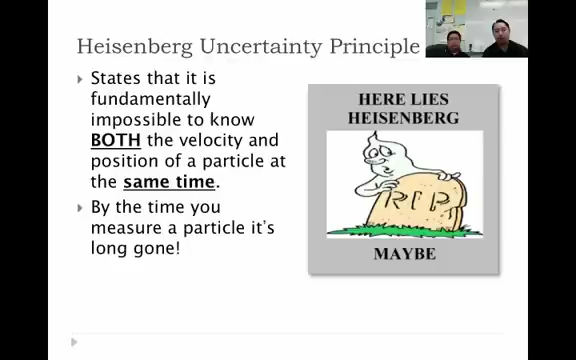 Heisenberg Uncertainty Principle
States that it is
fundamentally
impossible to know
BOTH the velocity and
position of a particle at
the same time.
By the time you
measure a particle it's
long gone!
HERE LIES
HEISENBERG
RIP
MAYBE